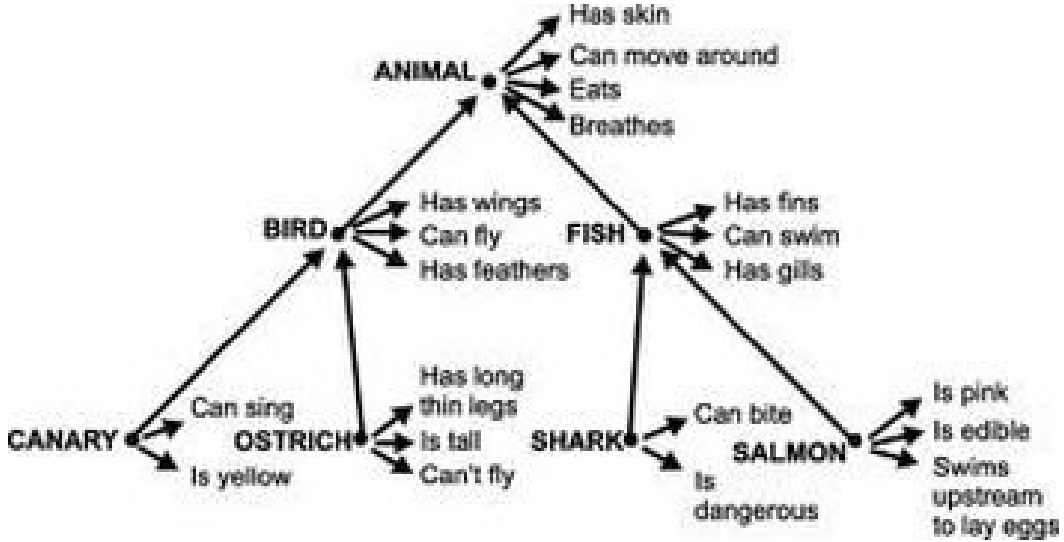 Has skin
ANIMAL
Can move around
Eats
Breathes
BIRD
Has wings
Can fly
Has feathers
FISH
Has fins
Can swim
Has gills
CANARY
Can sing
Is yellow
OSTRICH
Has long
thin legs
Is tall
Can't fly
SHARK
Can bite
Is
dangerous
SALMON
Is pink
Is edible
Swims
upstream
to lay eggs